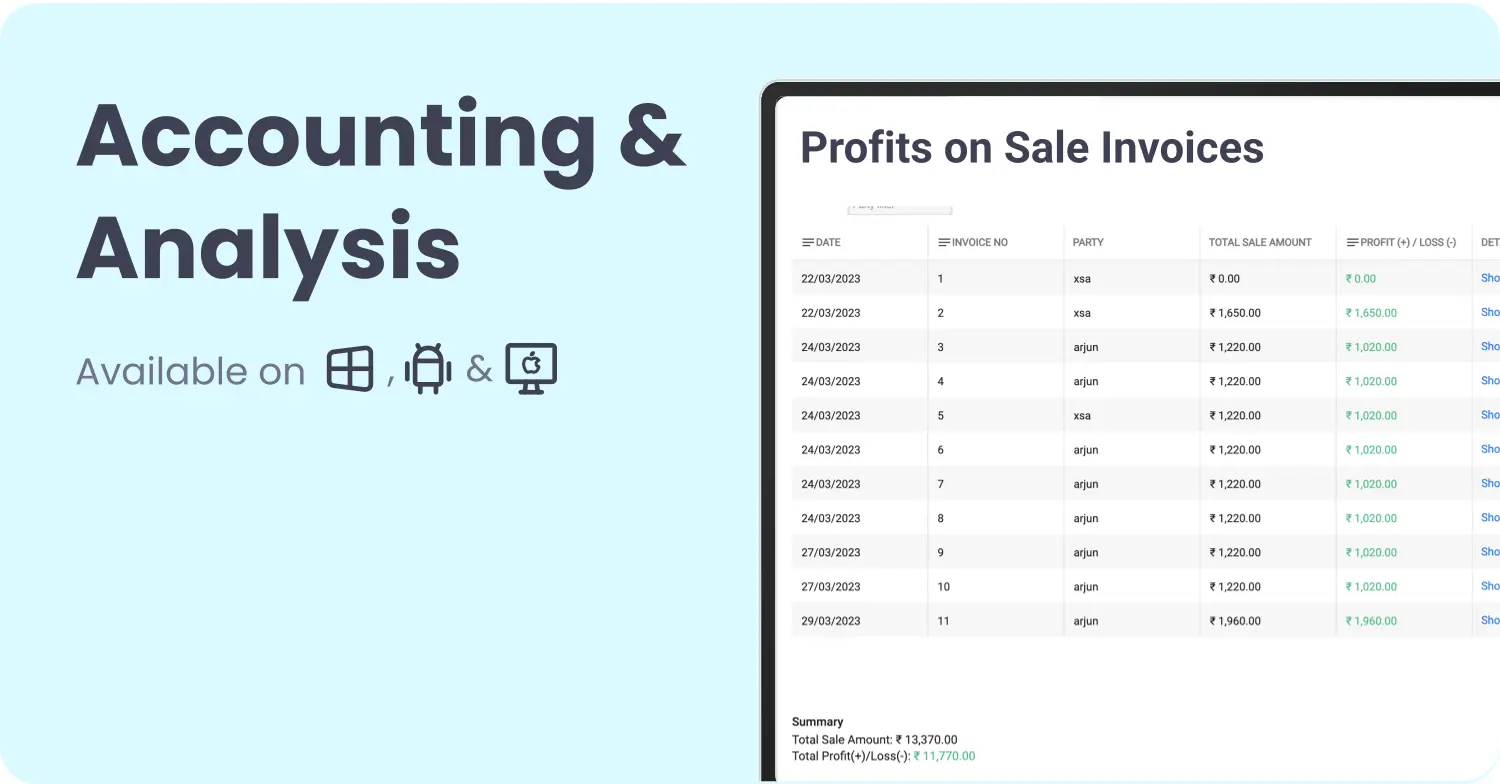 Accounting &
Analysis
Available on , &
Profits on Sale Invoices
DATE INVOICE NO PARTY TOTAL SALE AMOUNT PROFIT (+) / LOSS (-)
22/03/2023 1 xsa ₹ 0.00 ₹ 0.00 Sho
22/03/2023 2 xsa ₹ 1,650.00 ₹ 1,650.00 Sho
24/03/2023 3 arjun ₹ 1,220.00 ₹ 1,020.00 Sho
24/03/2023 4 arjun ₹ 1,220.00 ₹ 1,020.00 Sho
24/03/2023 5 xsa ₹ 1,220.00 ₹ 1,020.00 Sho
24/03/2023 6 arjun ₹ 1,220.00 ₹ 1,020.00 Sho
24/03/2023 7 arjun ₹ 1,220.00 ₹ 1,020.00 Sho
24/03/2023 8 arjun ₹ 1,220.00 ₹ 1,020.00 Sho
27/03/2023 9 arjun ₹ 1,220.00 ₹ 1,020.00 Sho
27/03/2023 10 arjun ₹ 1,220.00 ₹ 1,020.00 Sho
29/03/2023 11 arjun ₹ 1,960.00 ₹ 1,960.00 Sho
Summary
Total Sale Amount: ₹ 13,370.00
Total Profit(+)/Loss(-): ₹ 11,770.00